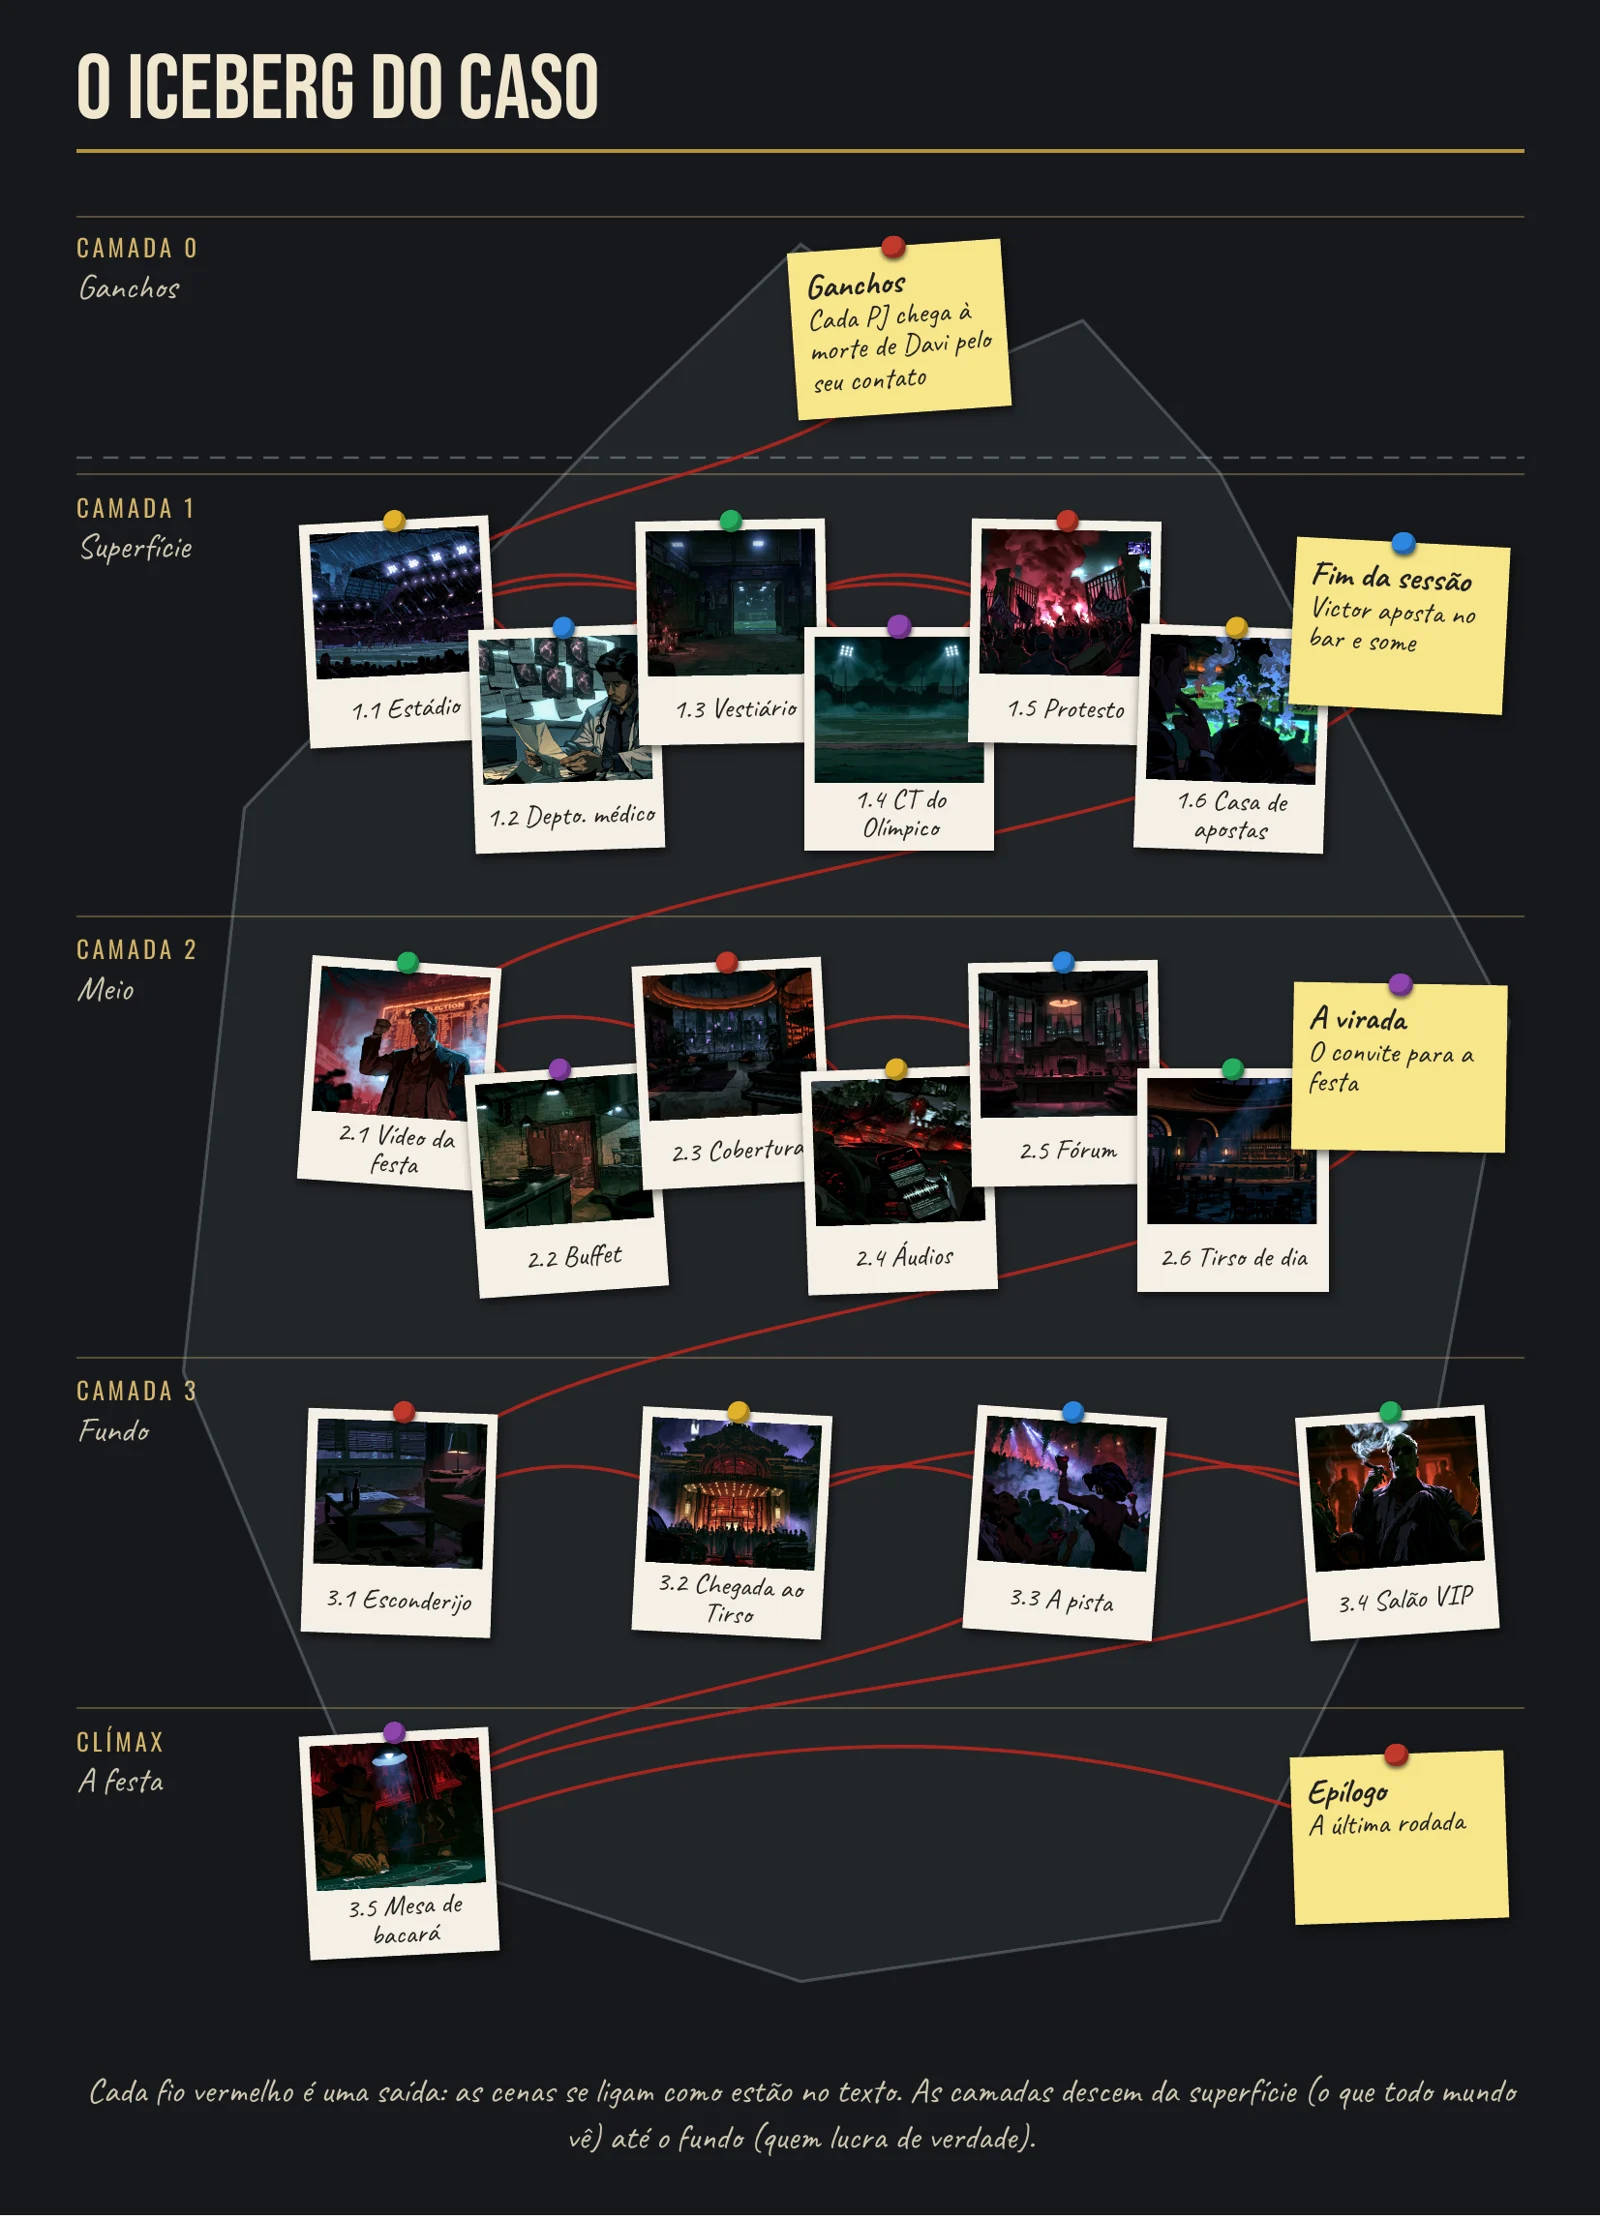 O ICEBERG DO CASO
CAMADA 0
Ganchos
Ganchos
Cada PJ chega à
morte de Davi pelo
seu contato
CAMADA 1
Superfície
1.1 Estádio
1.2 Depto. médico
1.3 Vestiário
1.4 CT do
Olímpico
1.5 Protesto
1.6 Casa de
apostas
Fim da sessão
Victor aposta no
bar e some
CAMADA 2
Meio
2.1 Vídeo da
festa
2.2 Buffet
2.3 Cobertura
2.4 Áudios
2.5 Fórum
2.6 Tirso de dia
A virada
O convite para a
festa
CAMADA 3
Fundo
3.1 Esconderijo
3.2 Chegada ao
Tirso
3.3 A pista
3.4 Salão VIP
CLÍMAX
A festa
3.5 Mesa de
bacará
Epílogo
A última rodada
Cada fio vermelho é uma saída: as cenas se ligam como estão no texto. As camadas descem da superfície (o que todo mundo
vê) até o fundo (quem lucra de verdade).